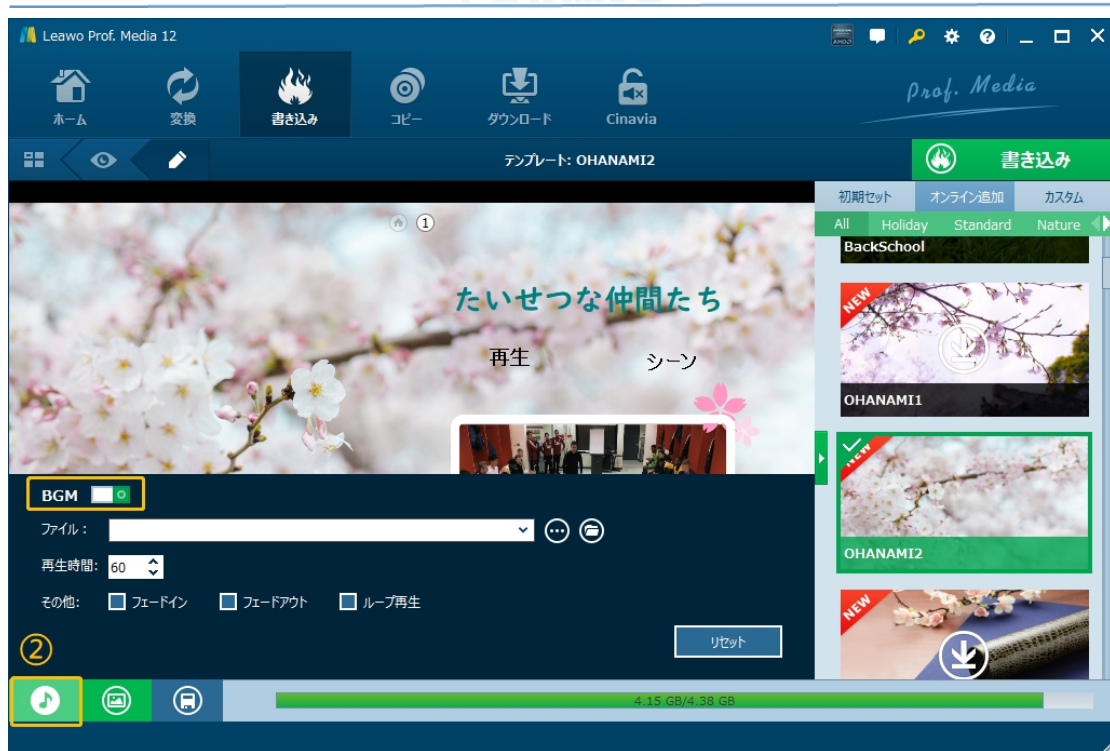 Leawo Prof. Media 12
Prof. Media
ホーム
変換
書き込み
コピー
ダウンロード
Cinavia
テンプレート: OHANAMI2
書き込み
初期セット オンライン追加 カスタム
All Holiday Standard Nature
BackSchool
1
たいせつな仲間たち
再生 シーン
NEW
OHANAMI1
NEW
OHANAMI2
NEW
BGM
ファイル：
再生時間: 60
その他: フェードイン フェードアウト ループ再生
リセット
②
4.15 GB/4.38 GB